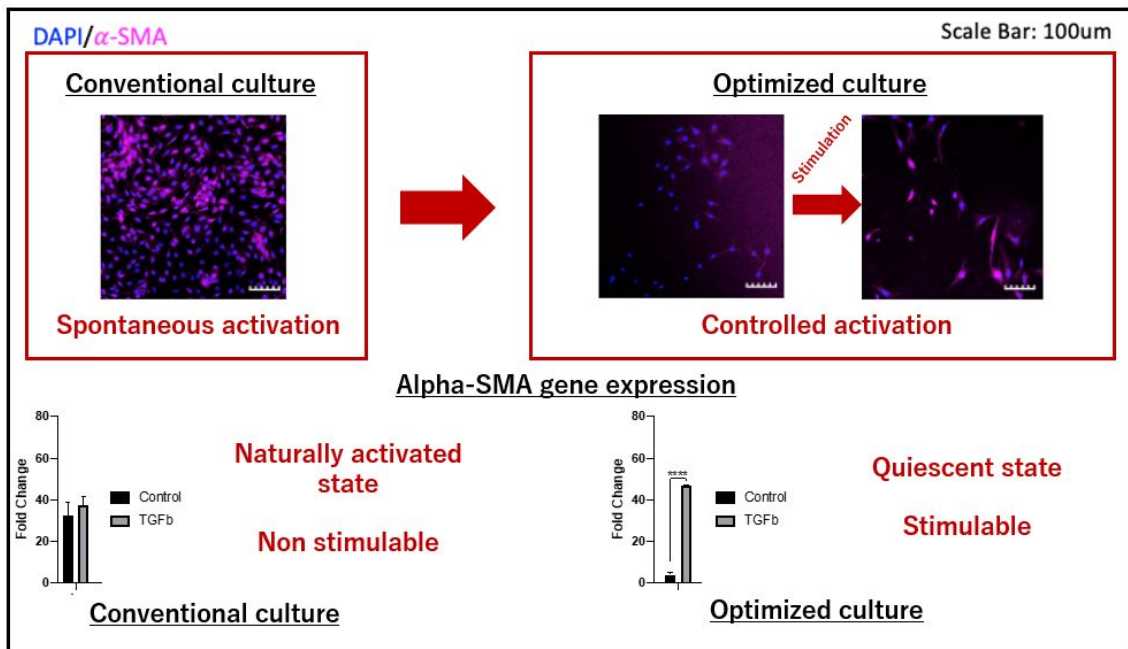 DAPI/α-SMA
Scale Bar: 100um
Conventional culture
Optimized culture
Stimulation
Spontaneous activation
Controlled activation
Alpha-SMA gene expression
80
60
40
20
0
Fold Change
Control
TGFb
Naturally activated
state
Non stimulable
Conventional culture
80
60
40
20
0
Fold Change
****
Control
TGFb
Quiescent state
Stimulable
Optimized culture